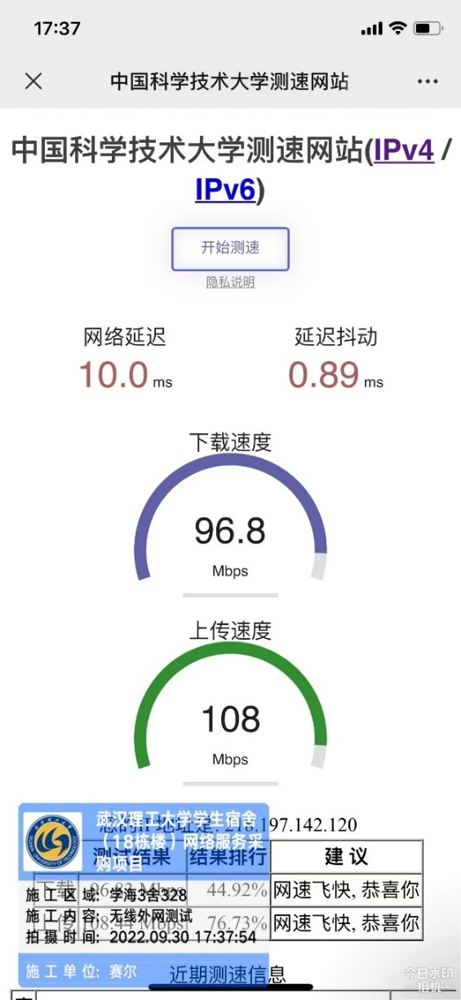 17:37
中国科学技术大学测速网站
中国科学技术大学测速网站(IPv4 /
IPv6)
开始测速
隐私说明
网络延迟 延迟抖动
10.0 ms 0.89 ms
下载速度
96.8
Mbps
上传速度
108
Mbps
您的IP地址是: 218.197.142.120
测试结果 结果排行 建 议
下载 96.83 Mbps 44.92% 网速飞快, 恭喜你
上传 108.44 Mbps 76.73% 网速飞快, 恭喜你
近期测速信息
武汉理工大学学生宿舍
（18栋楼）网络服务采
购项目
施工区域: 学海3舍328
施工内容: 无线外网测试
拍摄时间: 2022.09.30 17:37:54
施工单位: 赛尔
今日水印
相机